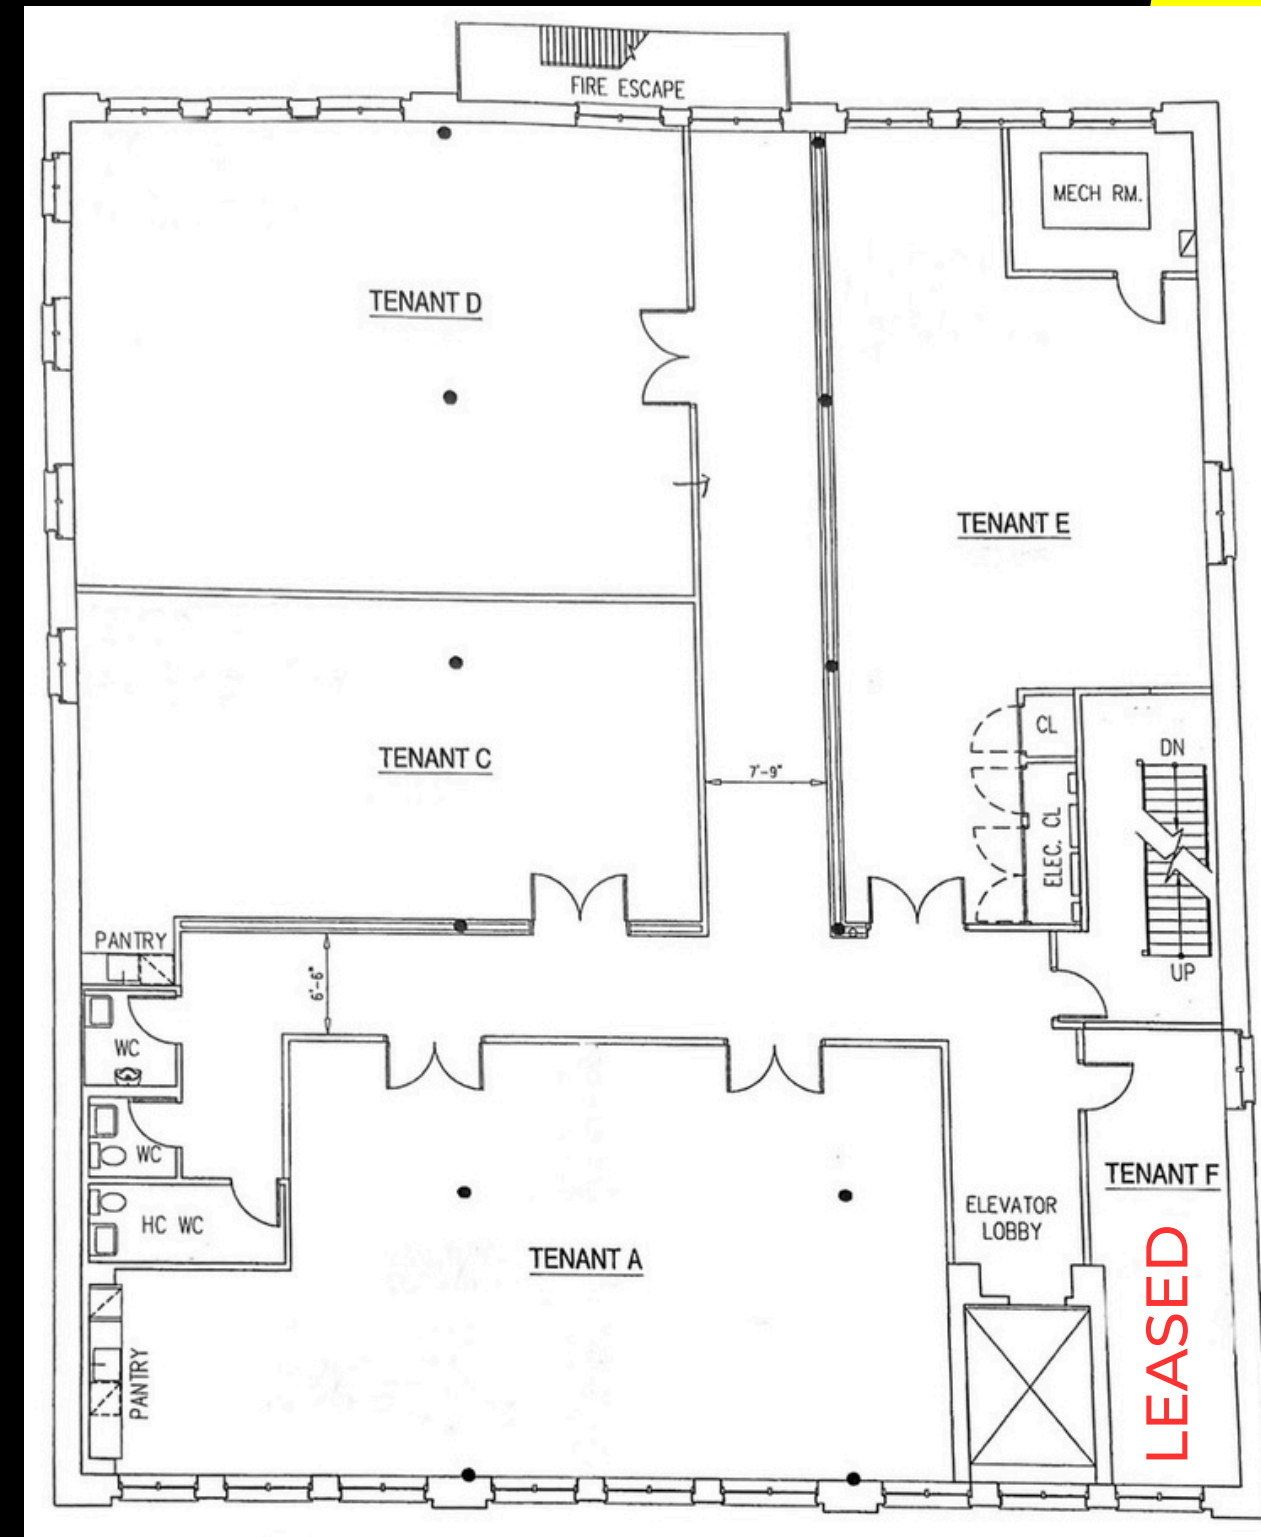 FIRE ESCAPE
MECH RM.
TENANT D
TENANT E
CL
DN
TENANT C
7'-9"
ELEC. CL
PANTRY
UP
6'-6"
WC
WC
TENANT F
HC WC
ELEVATOR
LOBBY
TENANT A
LEASED
PANTRY